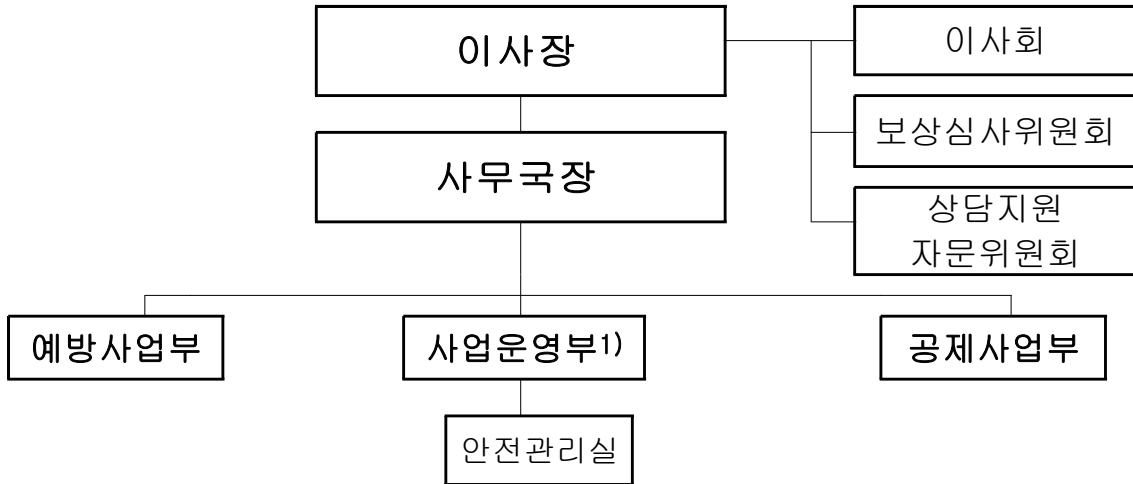 이사장
이사회
보상심사위원회
사무국장
상담지원
자문위원회
예방사업부
사업운영부1)
공제사업부
안전관리실